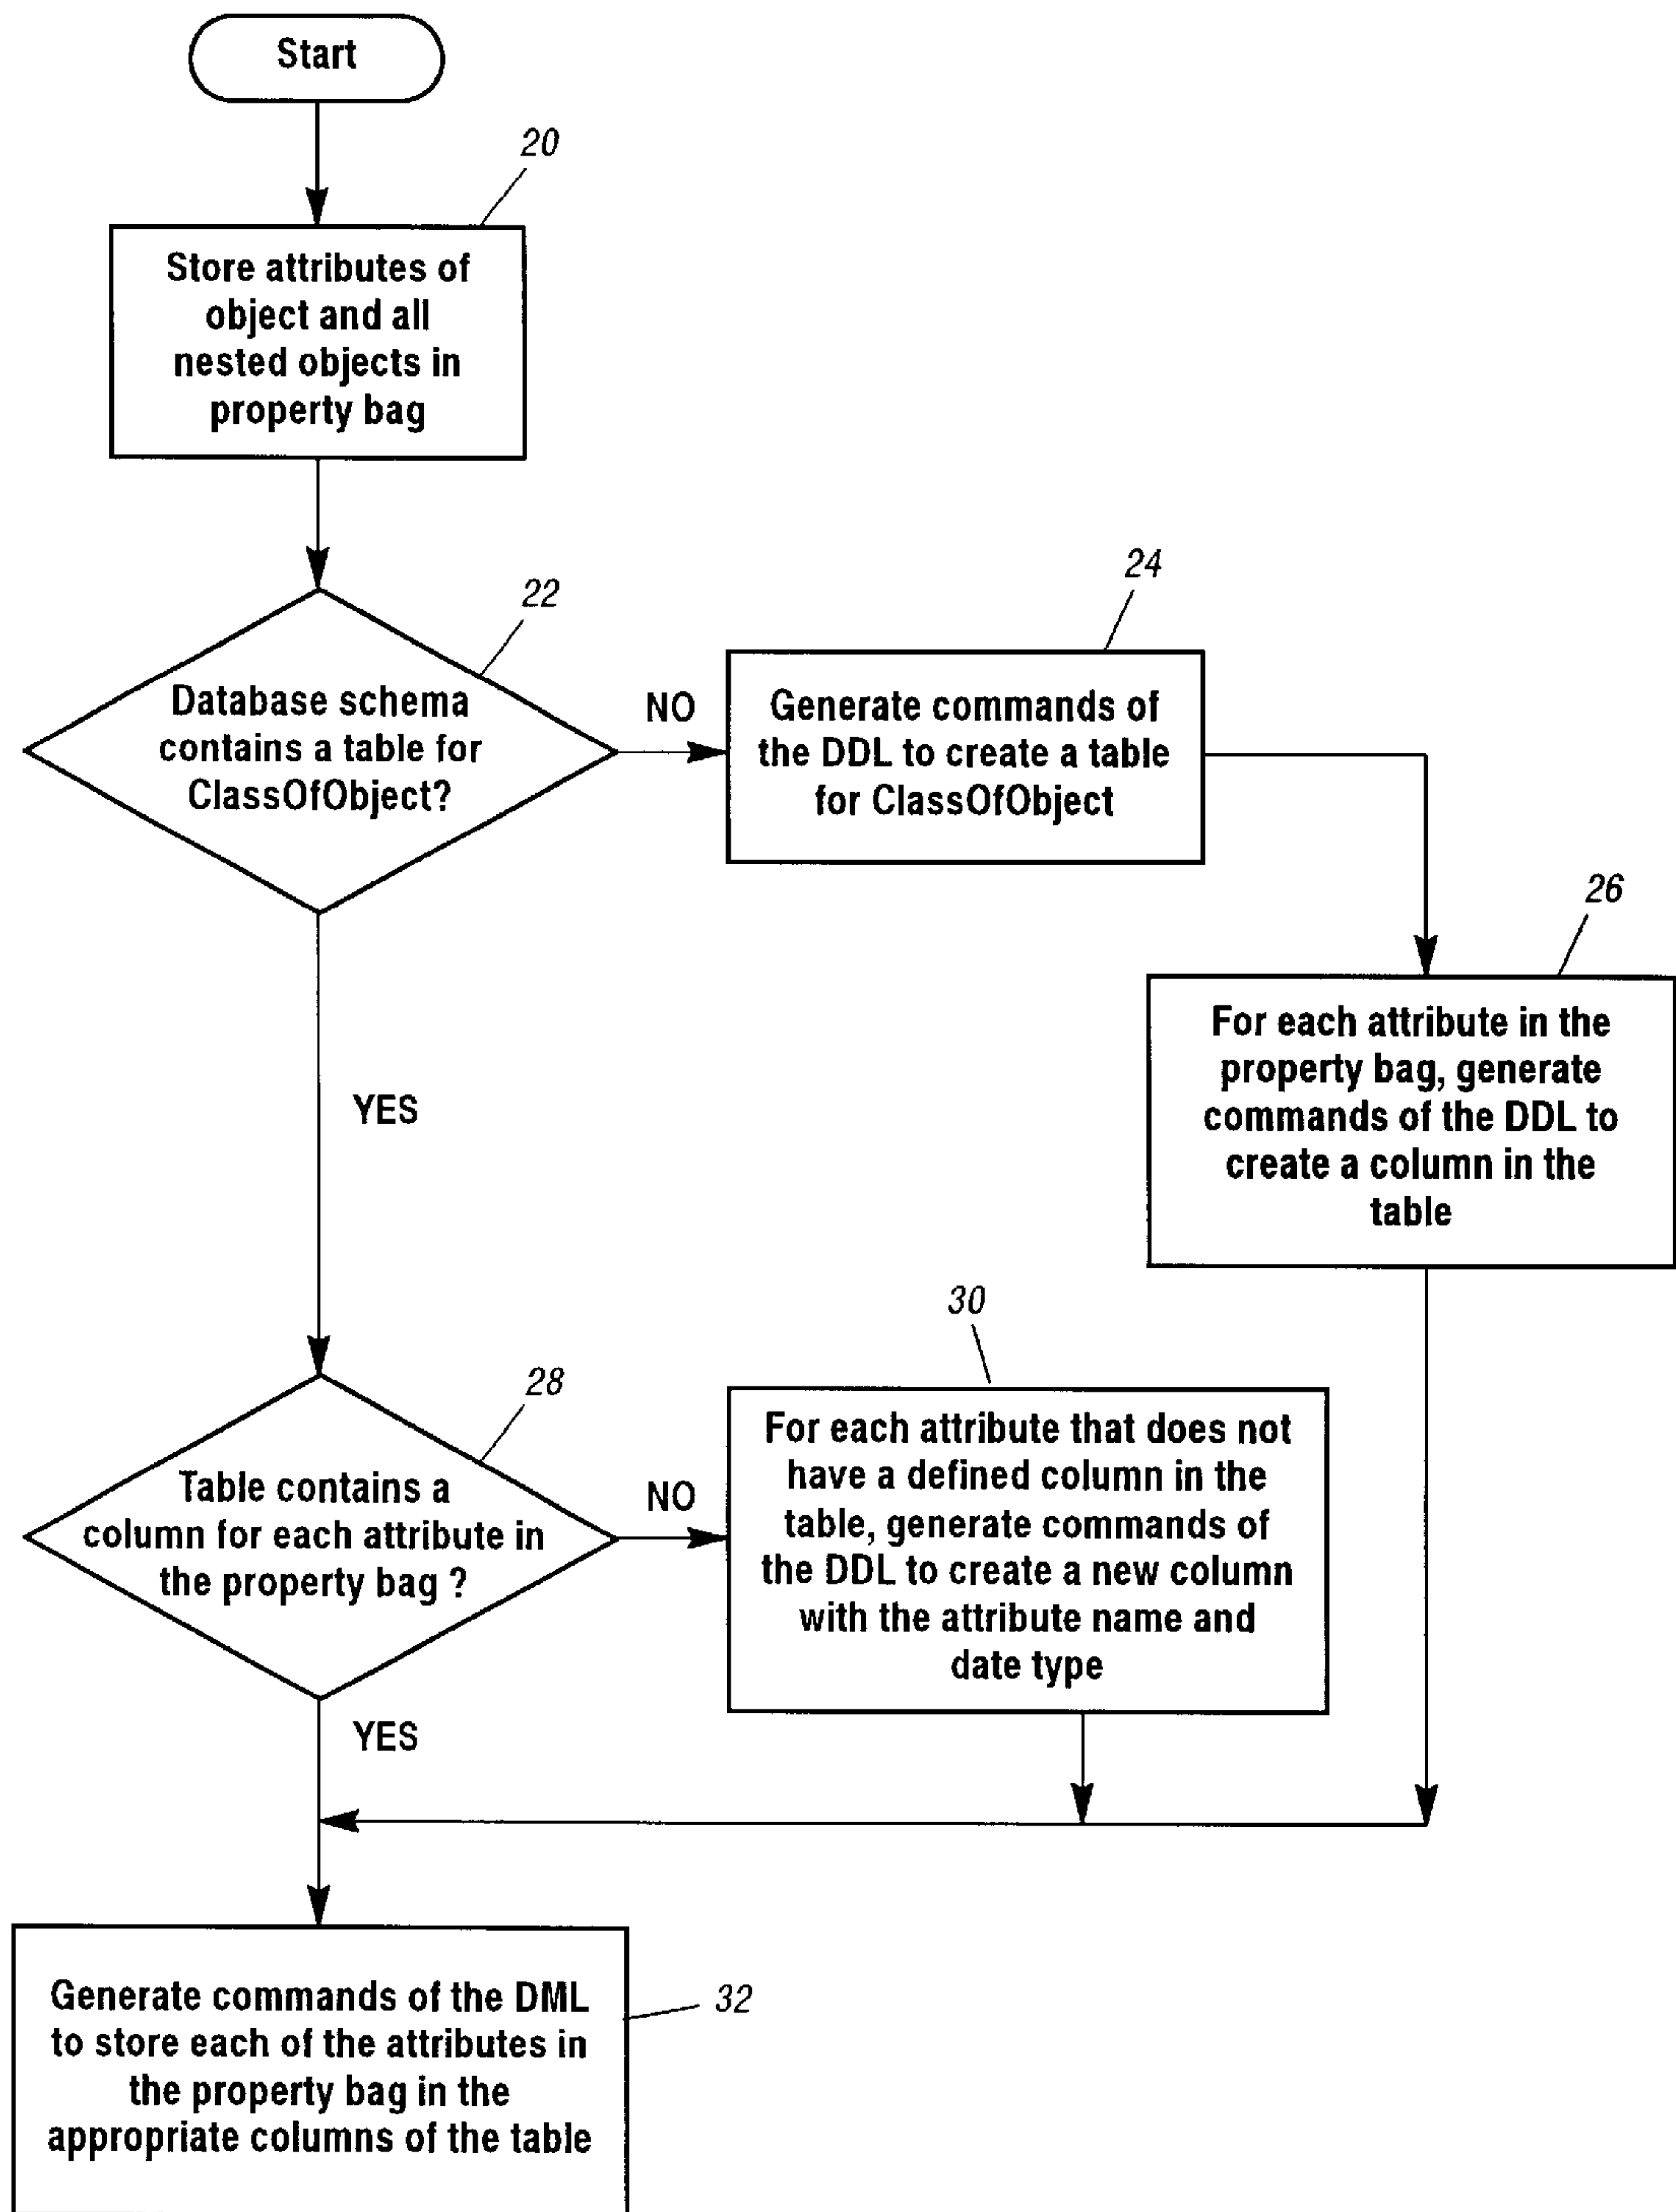 Start
20
Store attributes of
object and all
nested objects in
property bag
22
Database schema
contains a table for
ClassOfObject?
NO
24
Generate commands of
the DDL to create a table
for ClassOfObject
26
For each attribute in the
property bag, generate
commands of the DDL to
create a column in the
table
YES
28
Table contains a
column for each attribute in
the property bag ?
NO
30
For each attribute that does not
have a defined column in the
table, generate commands of
the DDL to create a new column
with the attribute name and
date type
YES
32
Generate commands of the DML
to store each of the attributes in
the property bag in the
appropriate columns of the table